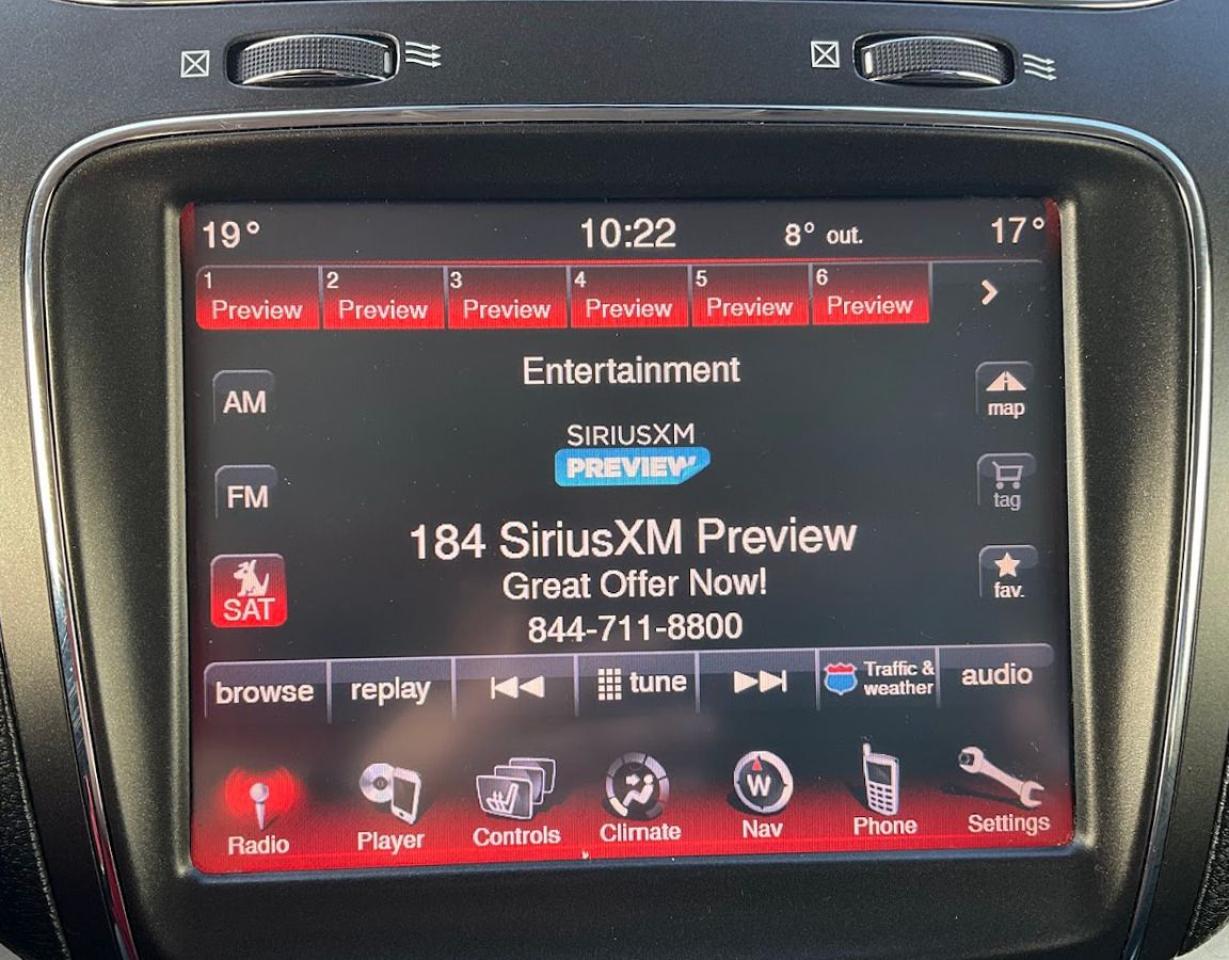 19° 10:22 8° out. 17°
1 2 3 4 5 6
Preview Preview Preview Preview Preview Preview
Entertainment
AM
map
SIRIUSXM
PREVIEW
FM
tag
184 SiriusXM Preview
Great Offer Now!
SAT
fav.
844-711-8800
browse replay tune Traffic & weather audio
W
Radio Player Controls Climate Nav Phone Settings